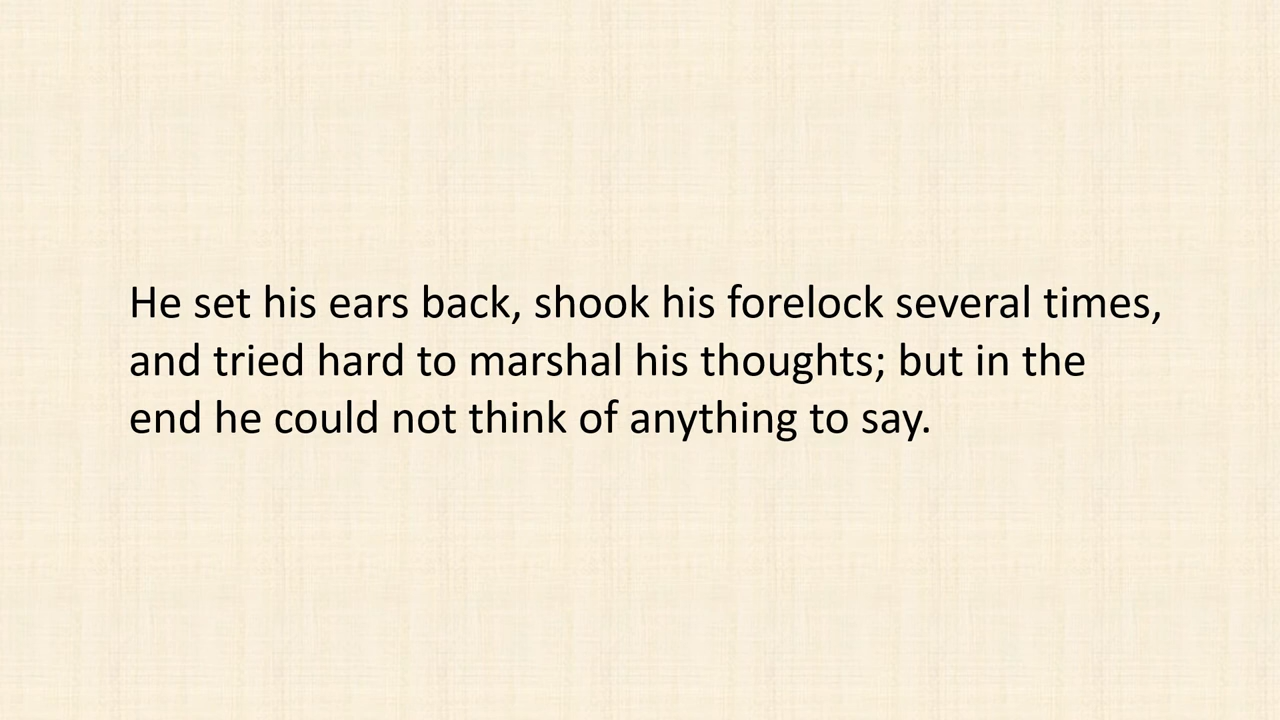 He set his ears back, shook his forelock several times,
and tried hard to marshal his thoughts; but in the
end he could not think of anything to say.